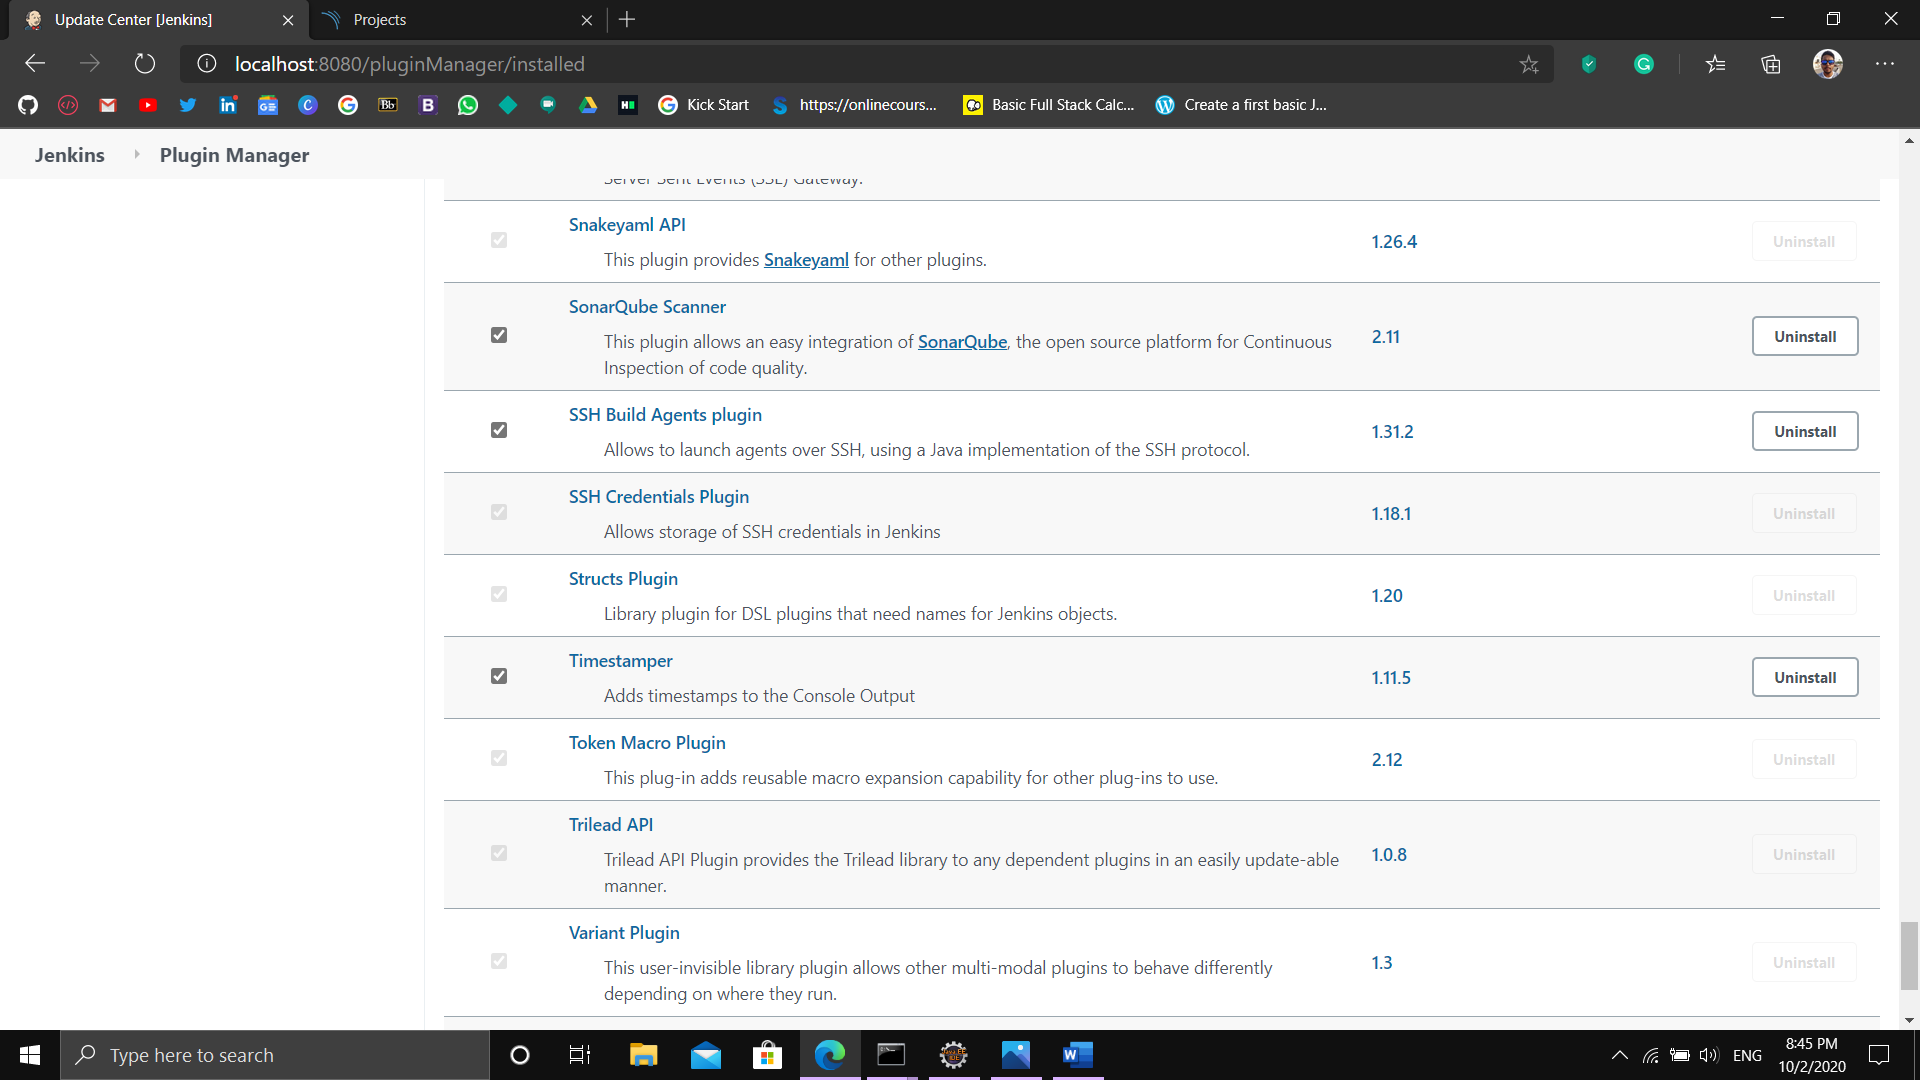 Update Center [Jenkins]
Projects
localhost:8080/pluginManager/installed
Kick Start
https://onlinecours...
Basic Full Stack Calc...
Create a first basic J...
Jenkins
Plugin Manager
Server Sent Events (SSE) Gateway.
Snakeyaml API
This plugin provides Snakeyaml for other plugins.
1.26.4
Uninstall
SonarQube Scanner
This plugin allows an easy integration of SonarQube, the open source platform for Continuous
Inspection of code quality.
2.11
Uninstall
SSH Build Agents plugin
Allows to launch agents over SSH, using a Java implementation of the SSH protocol.
1.31.2
Uninstall
SSH Credentials Plugin
Allows storage of SSH credentials in Jenkins
1.18.1
Uninstall
Structs Plugin
Library plugin for DSL plugins that need names for Jenkins objects.
1.20
Uninstall
Timestamper
Adds timestamps to the Console Output
1.11.5
Uninstall
Token Macro Plugin
This plug-in adds reusable macro expansion capability for other plug-ins to use.
2.12
Uninstall
Trilead API
Trilead API Plugin provides the Trilead library to any dependent plugins in an easily update-able
manner.
1.0.8
Uninstall
Variant Plugin
This user-invisible library plugin allows other multi-modal plugins to behave differently
depending on where they run.
1.3
Uninstall
Type here to search
ENG
8:45 PM
10/2/2020